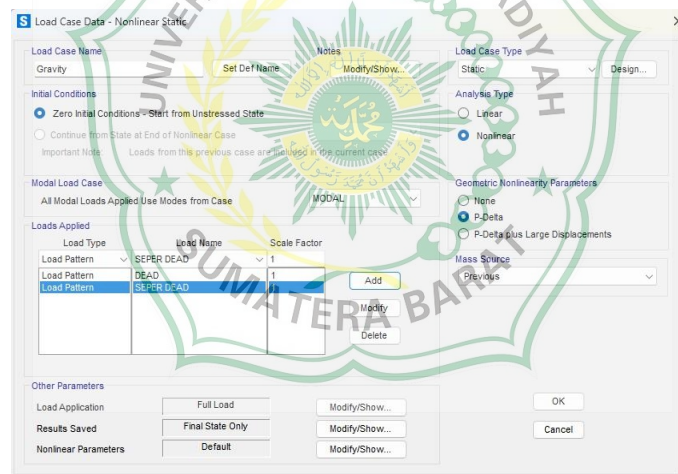 Load Case Data - Nonlinear Static
Load Case Name
Gravity
Set Def Name
Notes
Modify/Show...
Load Case Type
Static
Design...
Initial Conditions
Zero Initial Conditions - Start from Unstressed State
Continue from State at End of Nonlinear Case
Important Note: Loads from this previous case are included in the current case
Analysis Type
Linear
Nonlinear
Modal Load Case
All Modal Loads Applied Use Modes from Case
MODAL
Geometric Nonlinearity Parameters
None
P-Delta
P-Delta plus Large Displacements
Loads Applied
Load Type Load Name Scale Factor
Load Pattern SEPER DEAD 1
Load Pattern DEAD 1
Load Pattern SEPER DEAD
Add
Modify
Delete
Mass Source
Previous
Other Parameters
Load Application Full Load Modify/Show...
Results Saved Final State Only Modify/Show...
Nonlinear Parameters Default Modify/Show...
OK
Cancel
SUMATERA BARAT